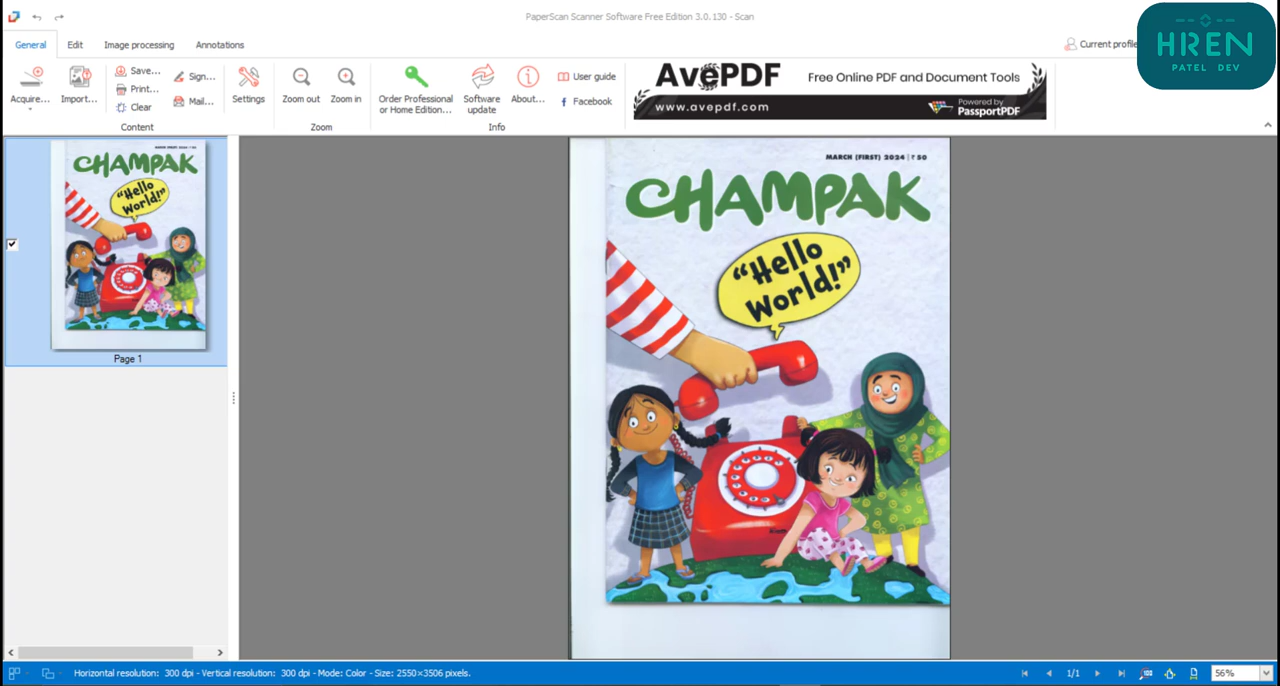 PaperScan Scanner Software Free Edition 3.0.130 - Scan
HREN
PATEL DEV
General
Edit
Image processing
Annotations
Current profile
Acquire...
Import...
Save...
Print...
Clear
Sign...
Mail...
Content
Settings
Zoom out
Zoom in
Zoom
Order Professional
or Home Edition...
Software
update
About...
User guide
Facebook
Info
AvePDF
Free Online PDF and Document Tools
www.avepdf.com
Powered by
PassportPDF
CHAMPAK
"Hello
World!"
Page 1
MARCH (FIRST) 2024 | ₹ 50
CHAMPAK
“Hello
World!”
Horizontal resolution: 300 dpi - Vertical resolution: 300 dpi - Mode: Color - Size: 2550×3506 pixels.
1/1
56%